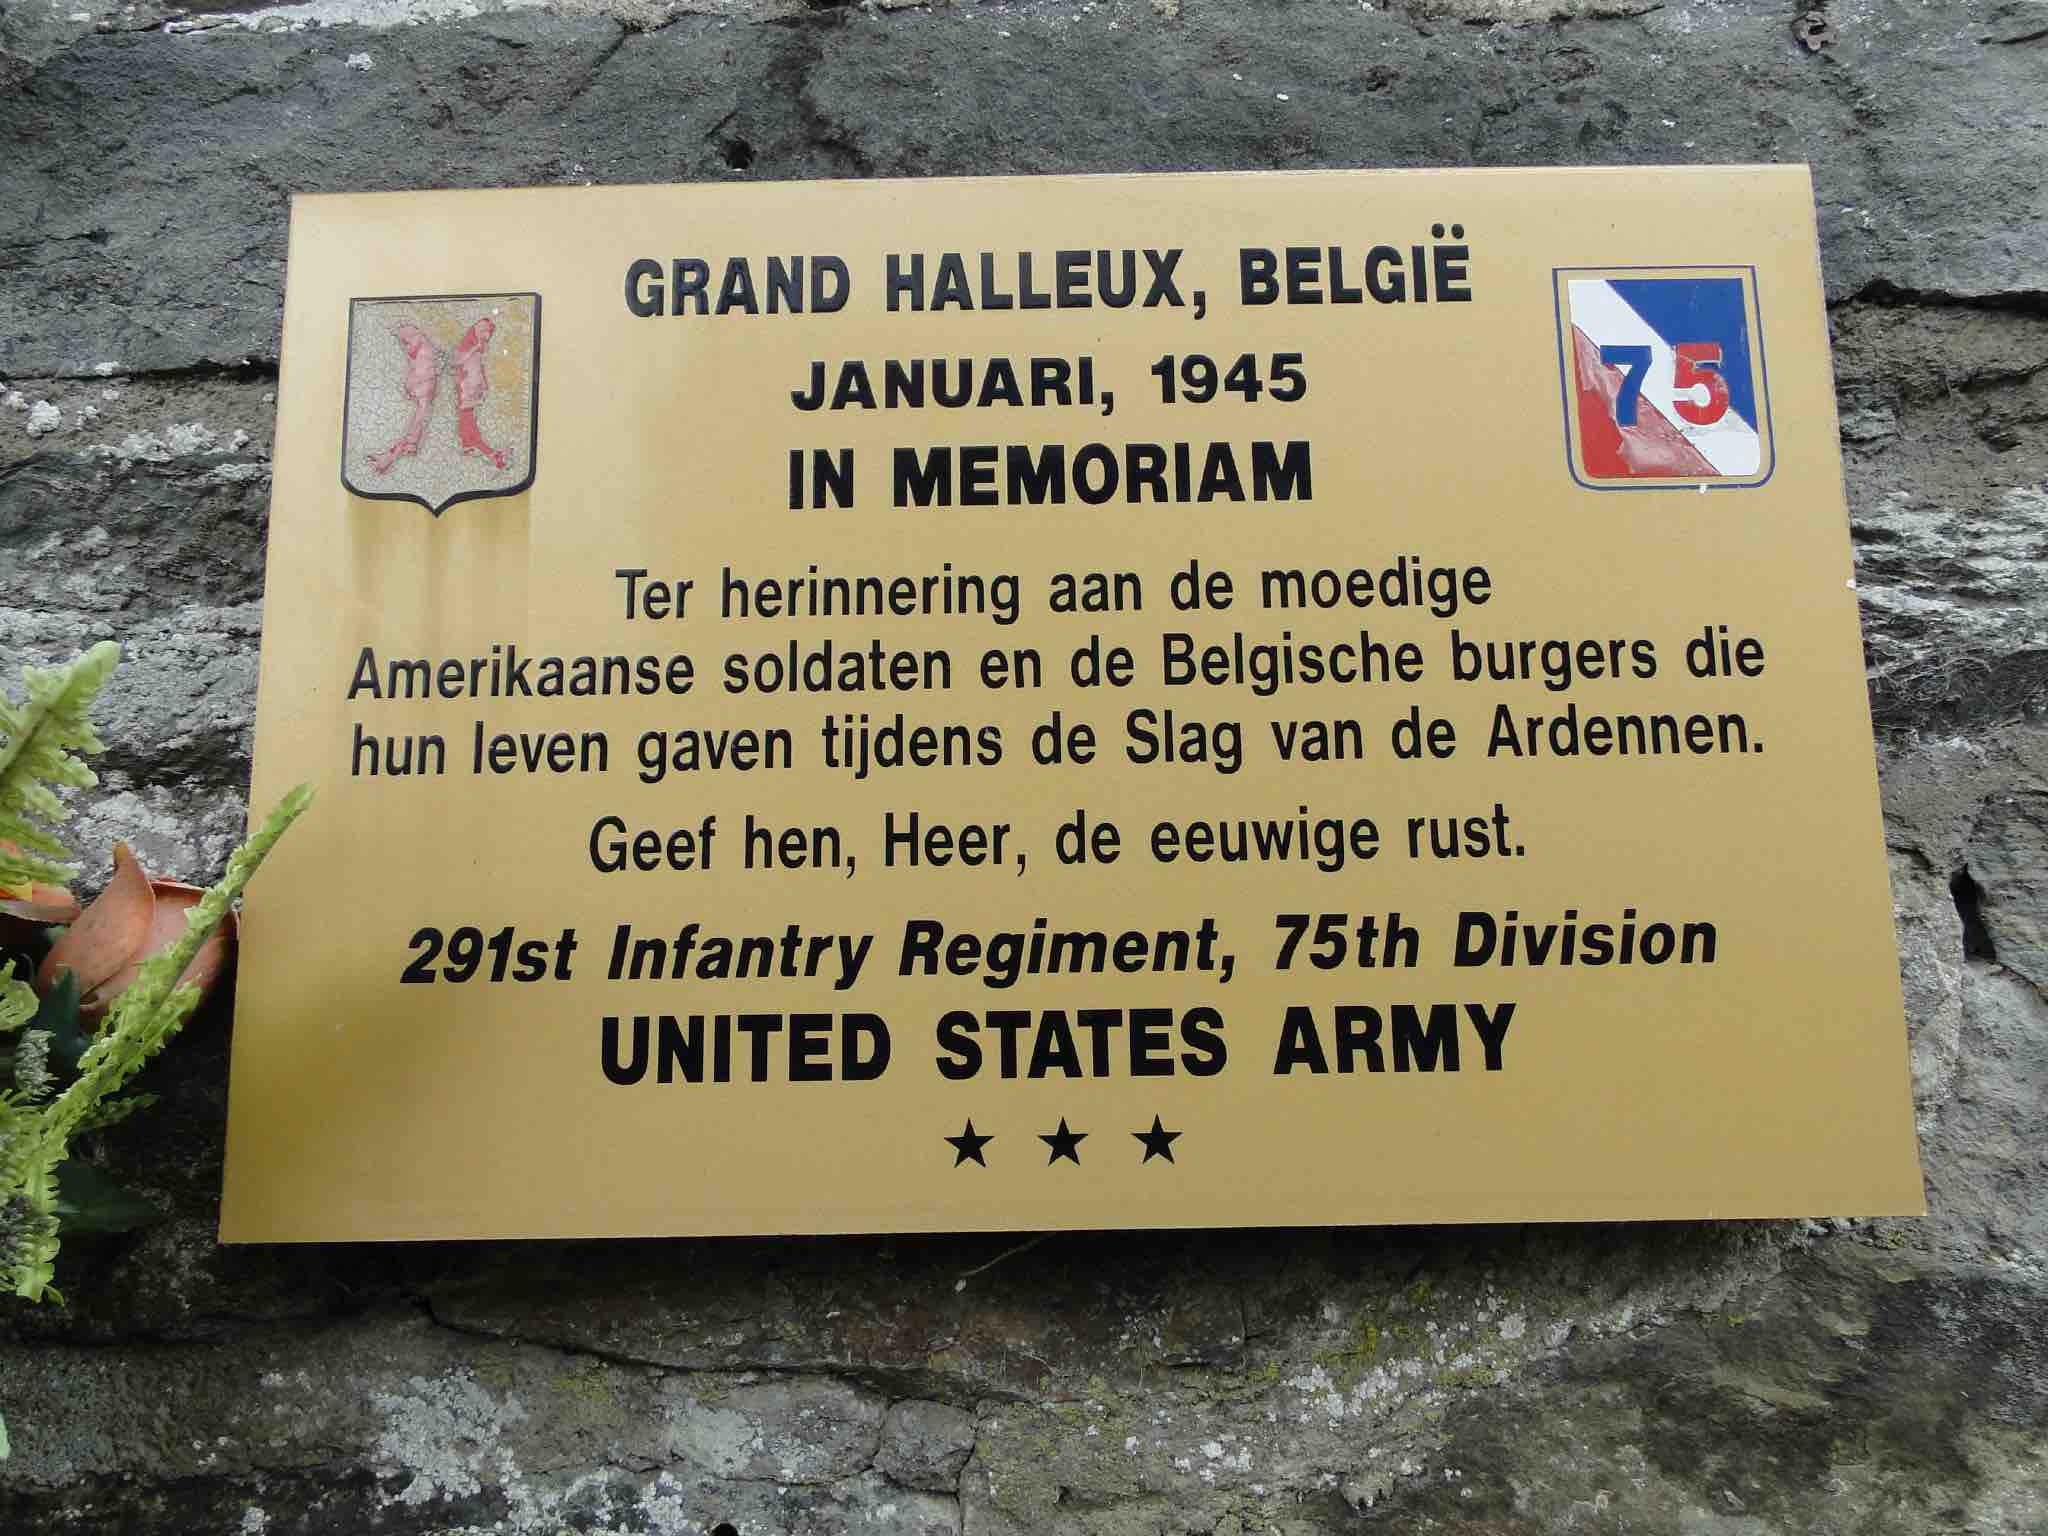 GRAND HALLEUX, BELGIË
JANUARI, 1945
IN MEMORIAM
75
Ter herinnering aan de moedige
Amerikaanse soldaten en de Belgische burgers die
hun leven gaven tijdens de Slag van de Ardennen.
Geef hen, Heer, de eeuwige rust.
291st Infantry Regiment, 75th Division
UNITED STATES ARMY